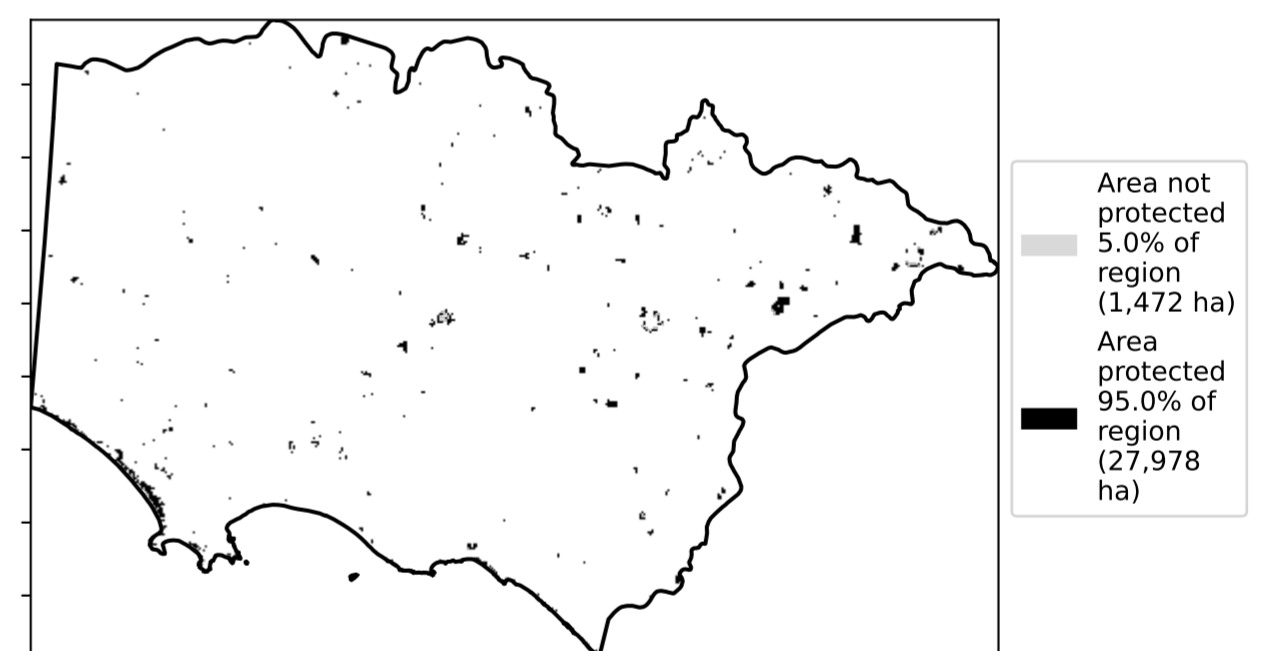 Area not
protected
5.0% of
region
(1,472 ha)
Area
protected
95.0% of
region
(27,978
ha)